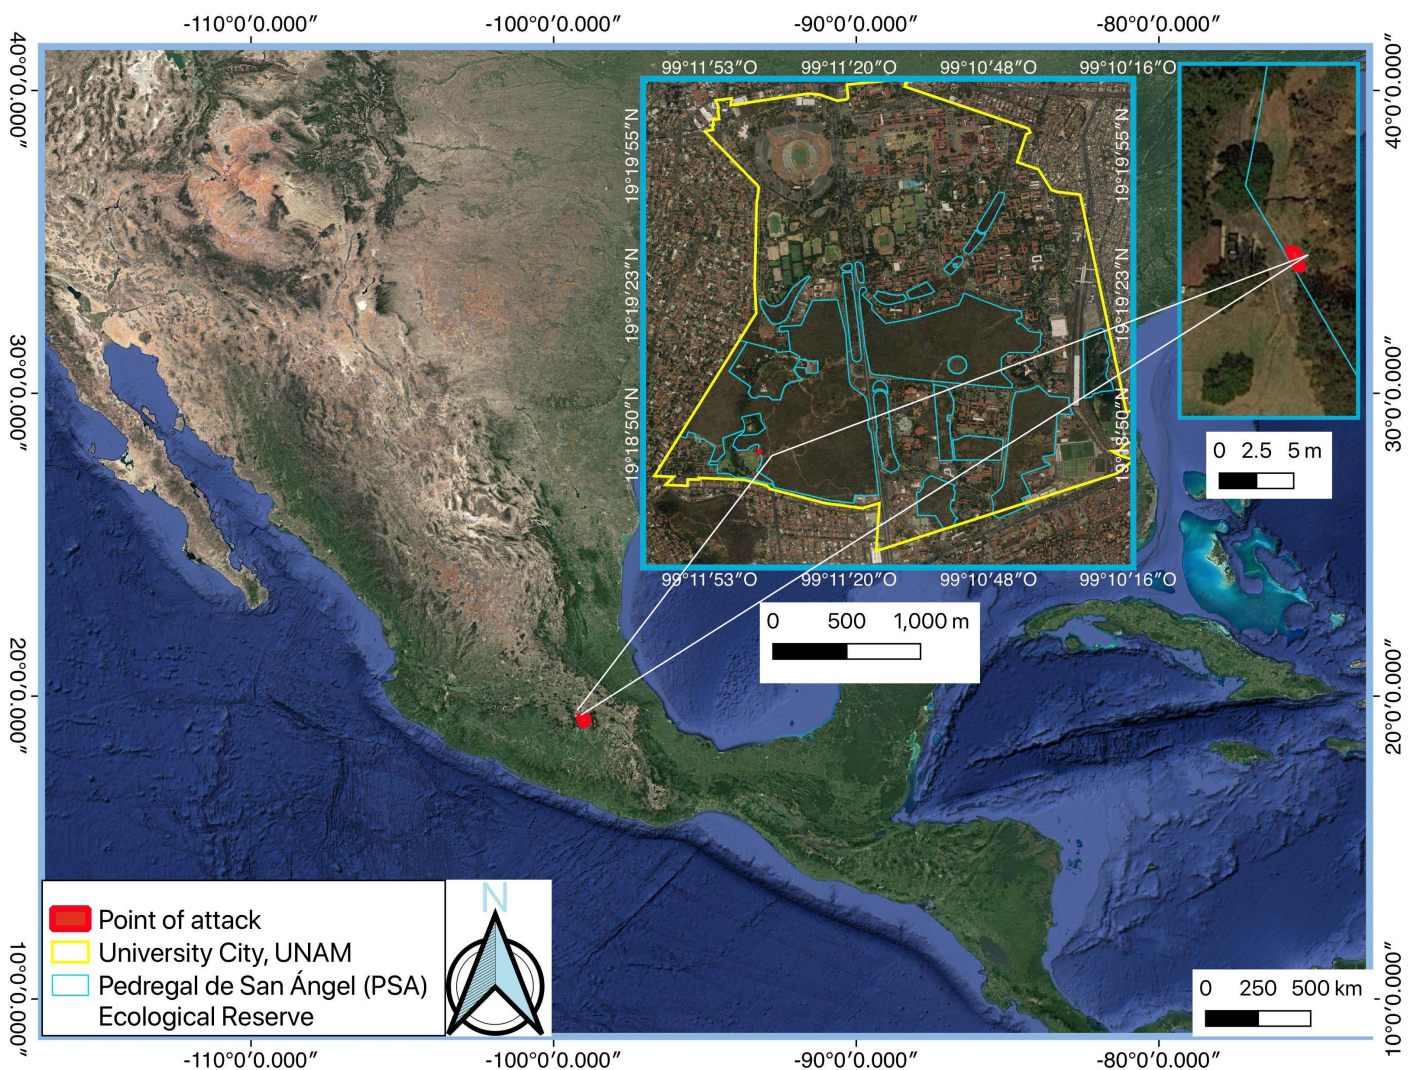 -110°0′0.000″ -100°0′0.000″ -90°0′0.000″ -80°0′0.000″
40°0′0.000″
30°0′0.000″
20°0′0.000″
10°0′0.000″
99°11′53″O 99°11′20″O 99°10′48″O 99°10′16″O
19°19′55″N
19°19′23″N
19°18′50″N
19°19′55″N
19°19′23″N
19°18′50″N
99°11′53″O 99°11′20″O 99°10′48″O 99°10′16″O
0 500 1,000 m
0 2.5 5 m
40°0′0.000″
30°0′0.000″
20°0′0.000″
10°0′0.000″
Point of attack
University City, UNAM
Pedregal de San Ángel (PSA)
Ecological Reserve
N
0 250 500 km
-110°0′0.000″ -100°0′0.000″ -90°0′0.000″ -80°0′0.000″